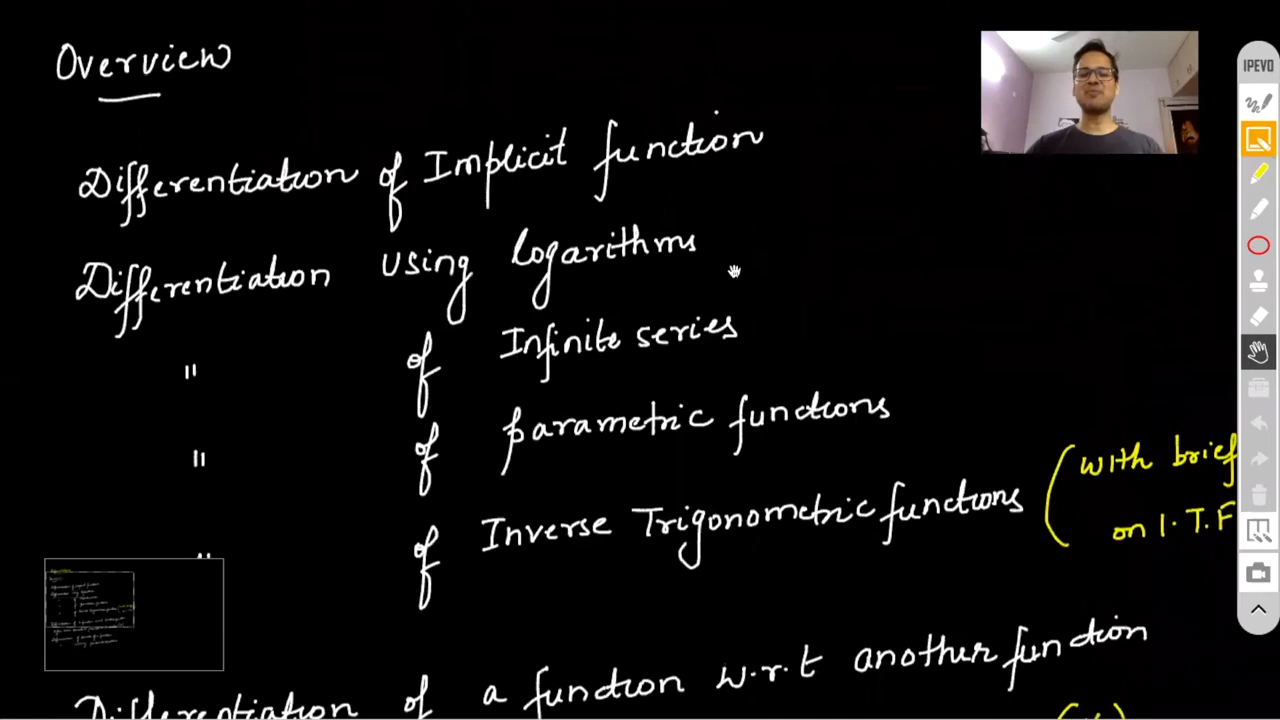 Overview
Differentiation of Implicit function
Differentiation using logarithms
" of Infinite series
" of parametric functions
" of Inverse Trigonometric functions (with brief
on I.T.F
Differentiation of a function w.r.t another function
IPEVO